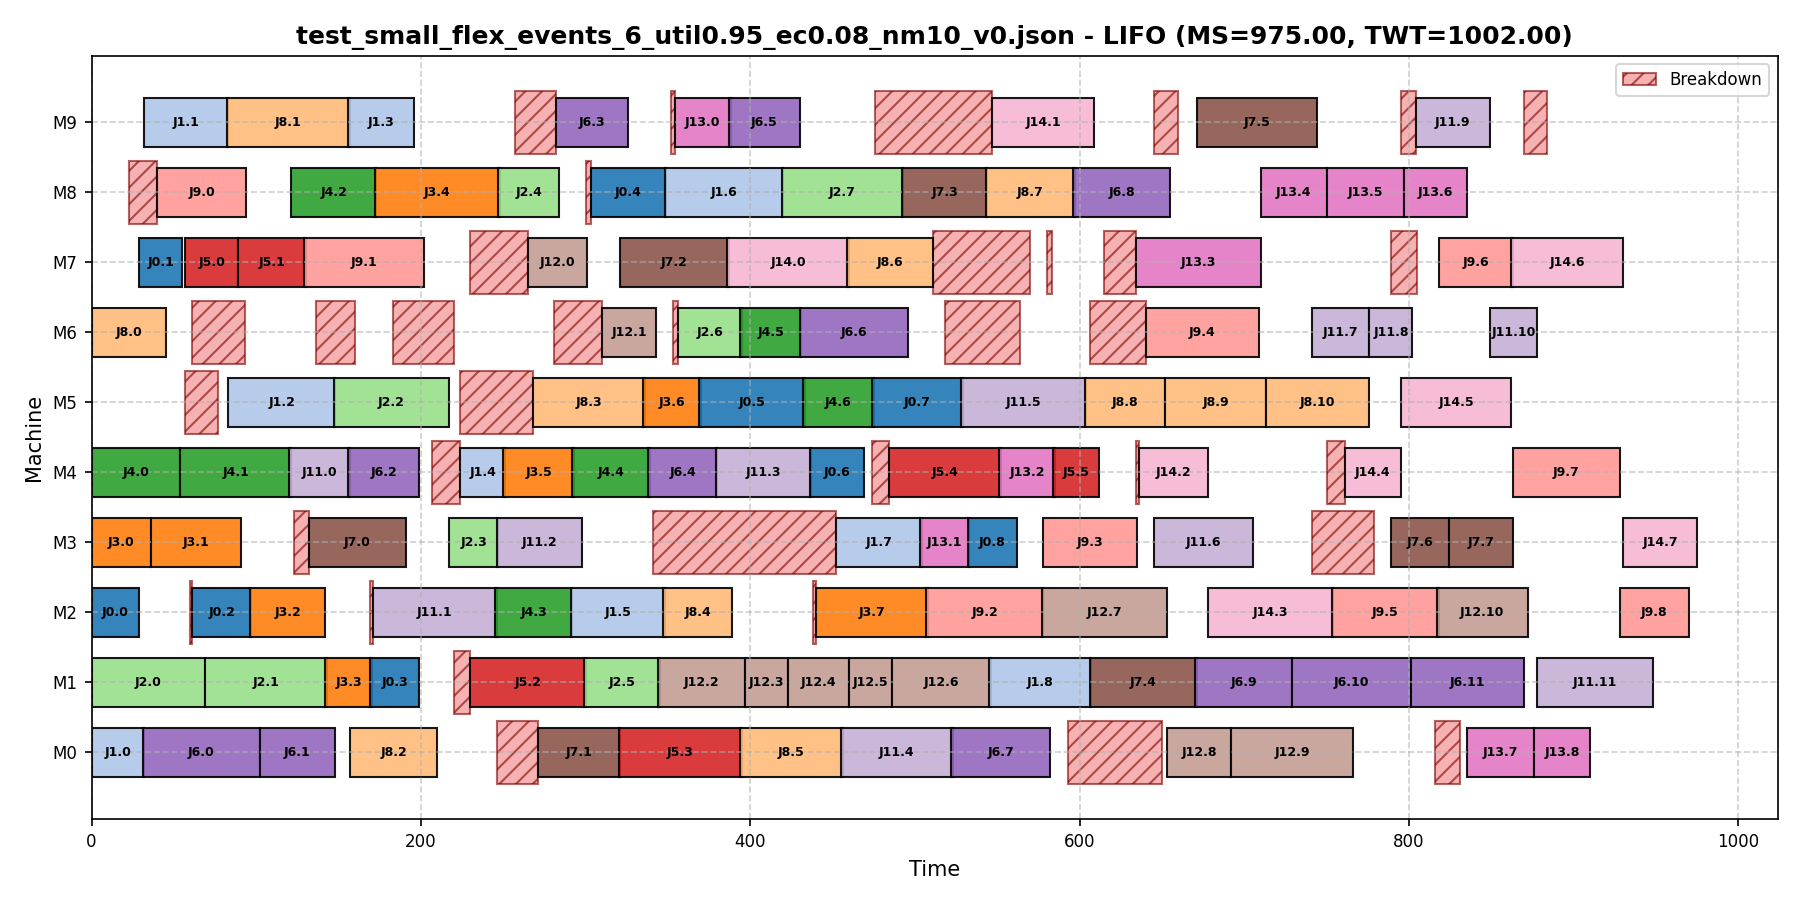 test_small_flex_events_6_util0.95_ec0.08_nm10_v0.json - LIFO (MS=975.00, TWT=1002.00)
Breakdown
M9 J1.1 J8.1 J1.3 J6.3 J13.0 J6.5 J14.1 J7.5 J11.9
M8 J9.0 J4.2 J3.4 J2.4 J0.4 J1.6 J2.7 J7.3 J8.7 J6.8 J13.4 J13.5 J13.6
M7 J0.1 J5.0 J5.1 J9.1 J12.0 J7.2 J14.0 J8.6 J13.3 J9.6 J14.6
M6 J8.0 J12.1 J2.6 J4.5 J6.6 J9.4 J11.7 J11.8 J11.10
M5 J1.2 J2.2 J8.3 J3.6 J0.5 J4.6 J0.7 J11.5 J8.8 J8.9 J8.10 J14.5
M4 J4.0 J4.1 J11.0 J6.2 J1.4 J3.5 J4.4 J6.4 J11.3 J0.6 J5.4 J13.2 J5.5 J14.2 J14.4 J9.7
M3 J3.0 J3.1 J7.0 J2.3 J11.2 J1.7 J13.1 J0.8 J9.3 J11.6 J7.6 J7.7 J14.7
M2 J0.0 J0.2 J3.2 J11.1 J4.3 J1.5 J8.4 J3.7 J9.2 J12.7 J14.3 J9.5 J12.10 J9.8
M1 J2.0 J2.1 J3.3 J0.3 J5.2 J2.5 J12.2 J12.3 J12.4 J12.5 J12.6 J1.8 J7.4 J6.9 J6.10 J6.11 J11.11
M0 J1.0 J6.0 J6.1 J8.2 J7.1 J5.3 J8.5 J11.4 J6.7 J12.8 J12.9 J13.7 J13.8
Machine
0 200 400 600 800 1000
Time